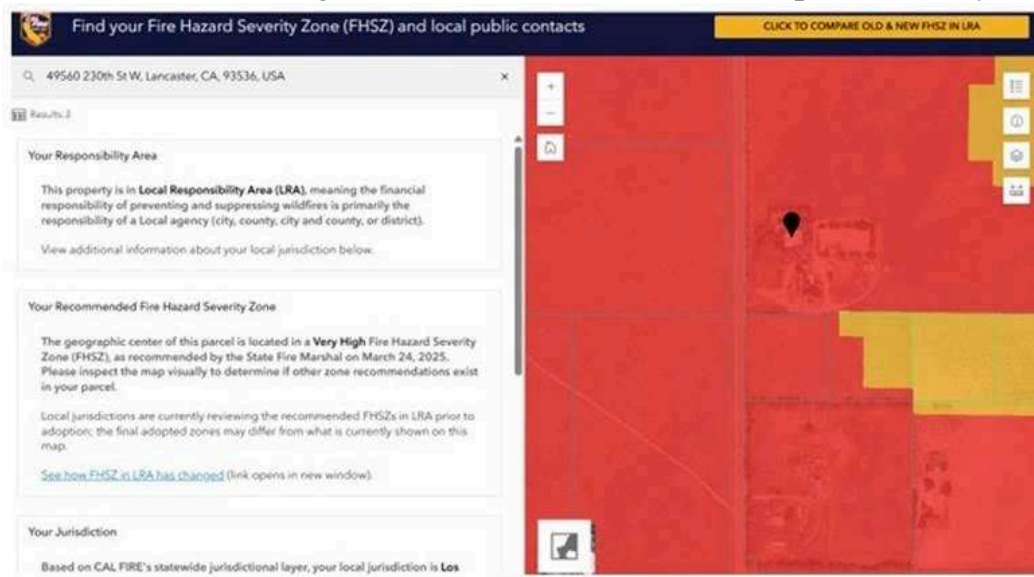 Find your Fire Hazard Severity Zone (FHSZ) and local public contacts
CLICK TO COMPARE OLD & NEW FHSZ IN LRA
49560 230th St W, Lancaster, CA, 93536, USA
Results:3
Your Responsibility Area
This property is in Local Responsibility Area (LRA), meaning the financial
responsibility of preventing and suppressing wildfires is primarily the
responsibility of a Local agency (city, county, city and county, or district).
View additional information about your local jurisdiction below.
Your Recommended Fire Hazard Severity Zone
The geographic center of this parcel is located in a Very High Fire Hazard Severity
Zone (FHSZ), as recommended by the State Fire Marshal on March 24, 2025.
Please inspect the map visually to determine if other zone recommendations exist
in your parcel.
Local jurisdictions are currently reviewing the recommended FHSZs in LRA prior to
adoption; the final adopted zones may differ from what is currently shown on this
map.
See how FHSZ in LRA has changed (link opens in new window).
Your Jurisdiction
Based on CAL FIRE's statewide jurisdictional layer, your local jurisdiction is Los